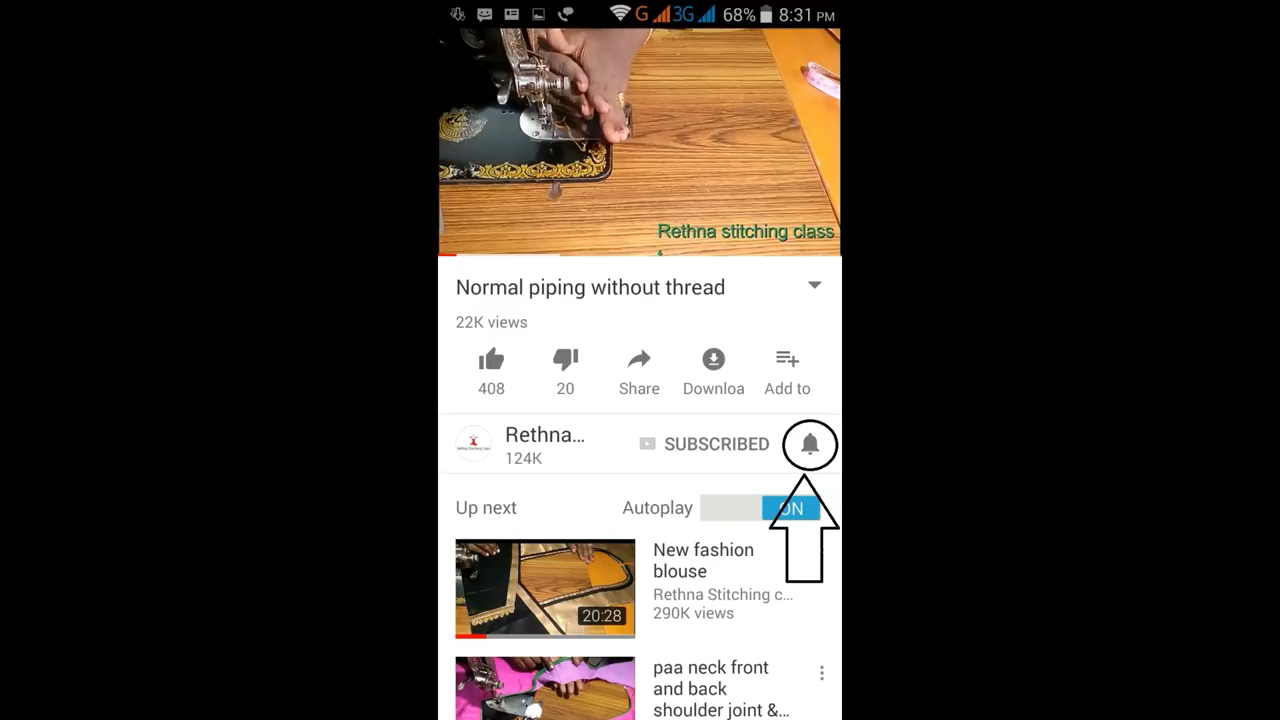 G 3G 68% 8:31 PM
Rethna stitching class
Normal piping without thread
22K views
408 20 Share Downloa Add to
Rethna… SUBSCRIBED
124K
Up next Autoplay ON
New fashion
blouse
Rethna Stitching c…
290K views
20:28
paa neck front
and back
shoulder joint &…